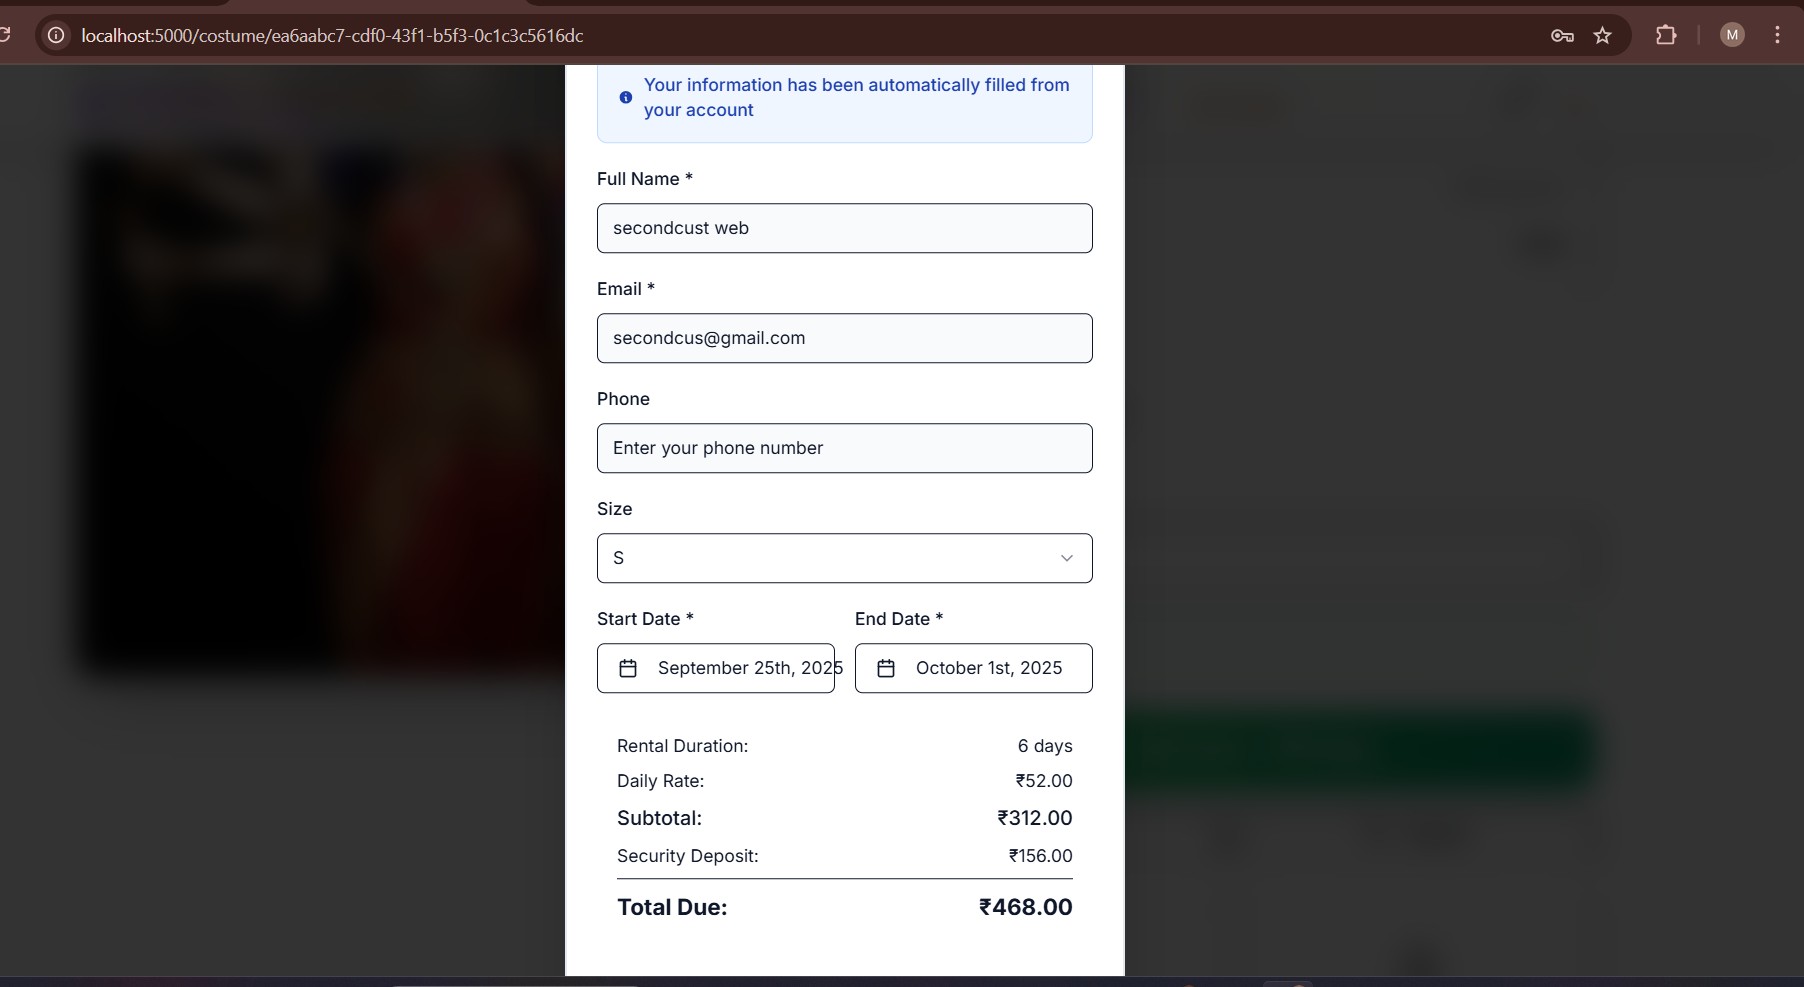 localhost:5000/costume/ea6aabc7-cdf0-43f1-b5f3-0c1c3c5616dc
M
Your information has been automatically filled from
your account
Full Name *
secondcust web
Email *
secondcus@gmail.com
Phone
Enter your phone number
Size
S
Start Date * End Date *
September 25th, 2025 October 1st, 2025
Rental Duration: 6 days
Daily Rate: ₹52.00
Subtotal: ₹312.00
Security Deposit: ₹156.00
Total Due: ₹468.00